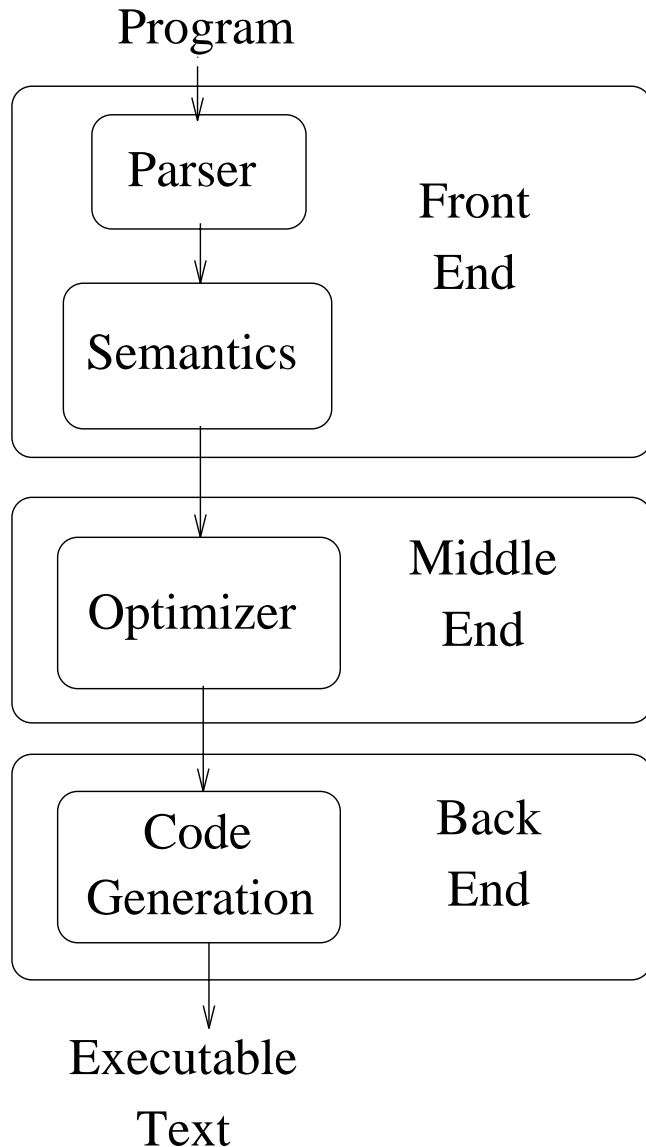 Program
Parser
Front
End
Semantics
Middle
End
Optimizer
Back
End
Code
Generation
Executable
Text